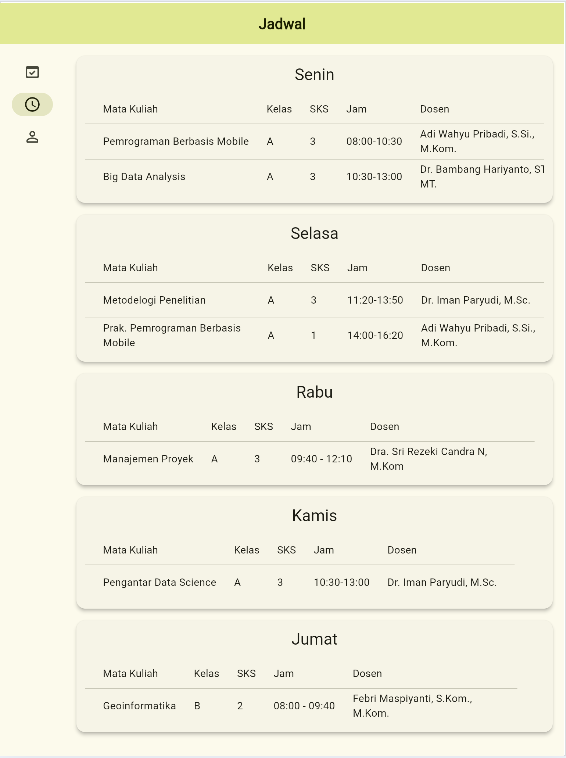 Jadwal
Senin
Mata Kuliah Kelas SKS Jam Dosen
Pemrograman Berbasis Mobile A 3 08:00-10:30 Adi Wahyu Pribadi, S.Si., M.Kom.
Big Data Analysis A 3 10:30-13:00 Dr. Bambang Hariyanto, MT.
Selasa
Mata Kuliah Kelas SKS Jam Dosen
Metodelogi Penelitian A 3 11:20-13:50 Dr. Iman Paryudi, M.Sc.
Prak. Pemrograman Berbasis Mobile A 1 14:00-16:20 Adi Wahyu Pribadi, S.Si., M.Kom.
Rabu
Mata Kuliah Kelas SKS Jam Dosen
Manajemen Proyek A 3 09:40 - 12:10 Dra. Sri Rezeki Candra N, M.Kom
Kamis
Mata Kuliah Kelas SKS Jam Dosen
Pengantar Data Science A 3 10:30-13:00 Dr. Iman Paryudi, M.Sc.
Jumat
Mata Kuliah Kelas SKS Jam Dosen
Geoinformatika B 2 08:00 - 09:40 Febri Maspiyanti, S.Kom., M.Kom.